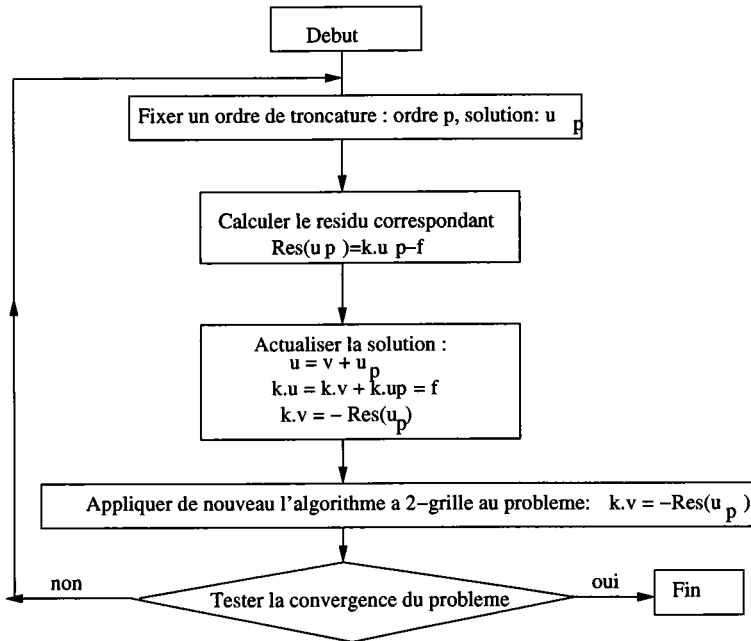 Debut
Fixer un ordre de troncature : ordre p, solution: u p
Calculer le residu correspondant
Res(u p )=k.u p–f
Actualiser la solution :
u = v + u p
k.u = k.v + k.up = f
k.v = – Res(u p)
Appliquer de nouveau l'algorithme a 2–grille au probleme: k.v = –Res(u p )
non
Tester la convergence du probleme
oui
Fin